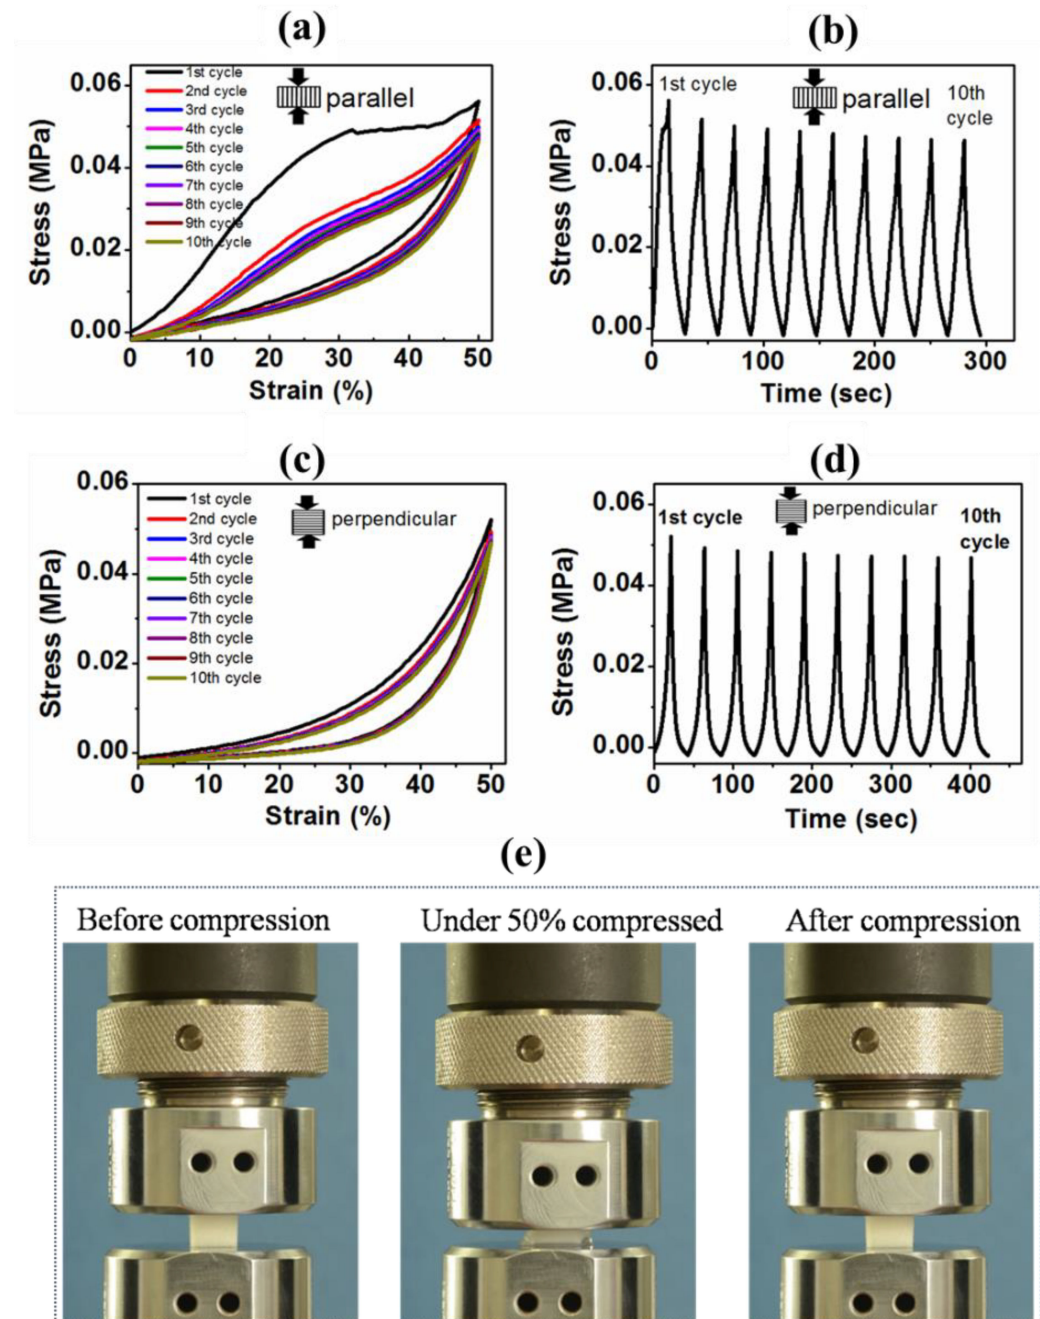 (a)
0.06
0.04
0.02
0.00
Stress (MPa)
1st cycle
2nd cycle
3rd cycle
4th cycle
5th cycle
6th cycle
7th cycle
8th cycle
9th cycle
10th cycle
parallel
0 10 20 30 40 50
Strain (%)
(b)
0.06
0.04
0.02
0.00
Stress (MPa)
1st cycle
parallel
10th
cycle
0 100 200 300
Time (sec)
(c)
0.06
0.04
0.02
0.00
Stress (MPa)
1st cycle
2nd cycle
3rd cycle
4th cycle
5th cycle
6th cycle
7th cycle
8th cycle
9th cycle
10th cycle
perpendicular
0 10 20 30 40 50
Strain (%)
(d)
0.06
0.04
0.02
0.00
Stress (MPa)
1st cycle
perpendicular
10th
cycle
0 100 200 300 400
Time (sec)
(e)
Before compression
Under 50% compressed
After compression